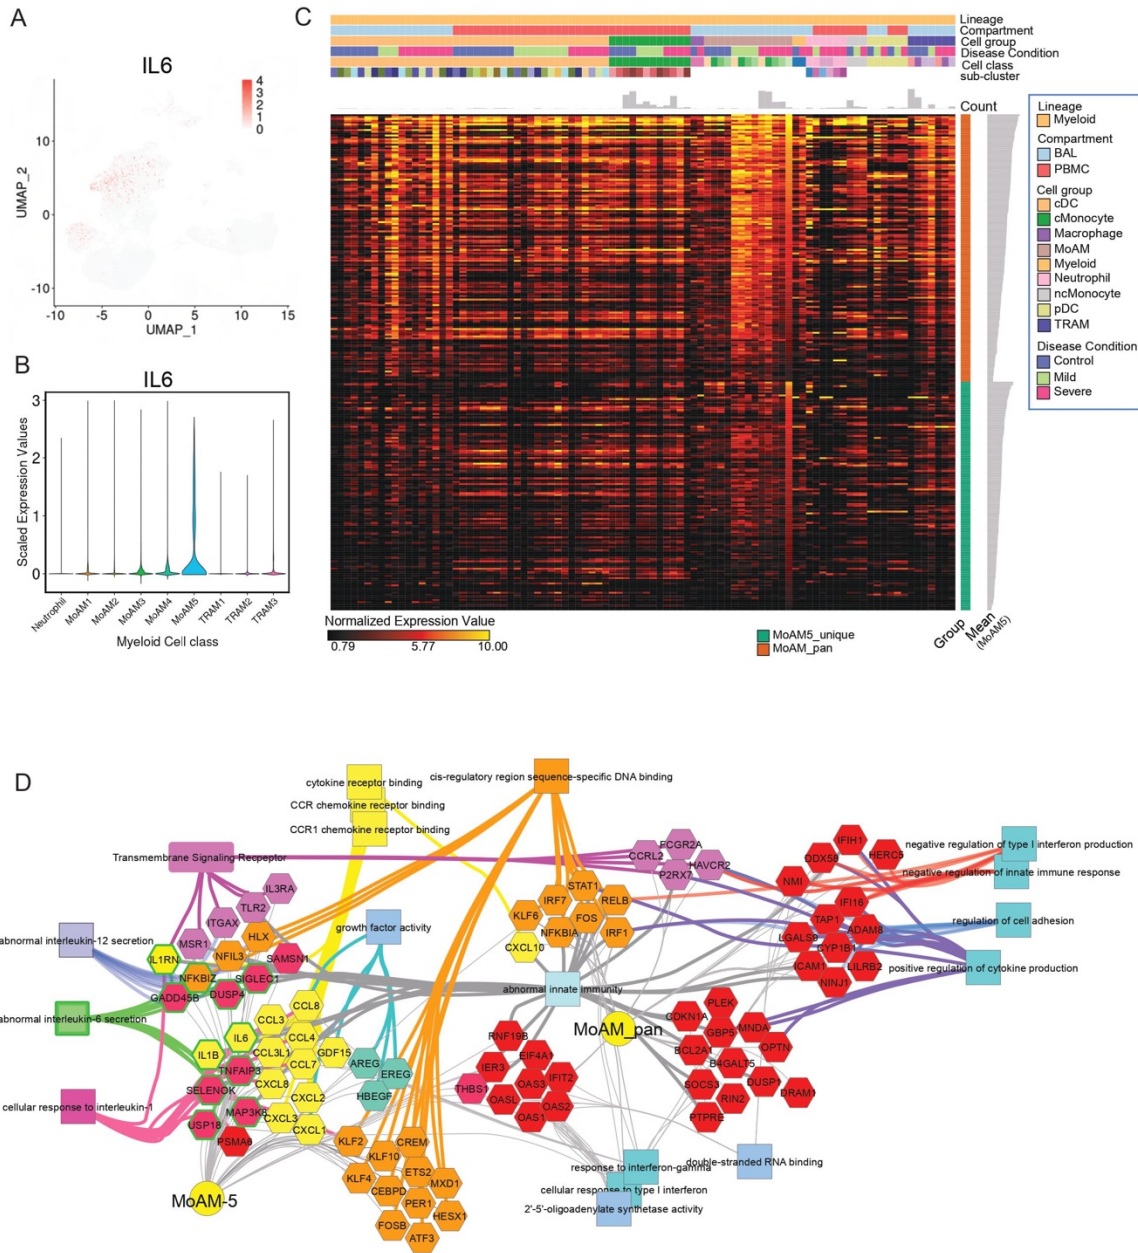 A
IL6
4
3
2
1
0
UMAP_2
10
0
-10
-10
-5
0
5
10
15
UMAP_1
B
IL6
Scaled Expression Values
3
2
1
0
Neutrophil
MoAM1
MoAM2
MoAM3
MoAM4
MoAM5
TRAM1
TRAM2
TRAM3
Myeloid Cell class
C
Lineage
Compartment
Cell group
Disease Condition
Cell class
sub-cluster
Count
Lineage
Myeloid
Compartment
BAL
PBMC
Cell group
cDC
cMonocyte
Macrophage
MoAM
Myeloid
Neutrophil
ncMonocyte
pDC
TRAM
Disease Condition
Control
Mild
Severe
Normalized Expression Value
0.79
5.77
10.00
MoAM5_unique
MoAM_pan
Group
Mean
(MoAM5)
D
cytokine receptor binding
CCR chemokine receptor binding
CCR1 chemokine receptor binding
cis-regulatory region sequence-specific DNA binding
Transmembrane Signaling Recpeptor
growth factor activity
abnormal interleukin-12 secretion
abnormal interleukin-6 secretion
cellular response to interleukin-1
abnormal innate immunity
negative regulation of type I interferon production
negative regulation of innate immune response
regulation of cell adhesion
positive regulation of cytokine production
response to interferon-gamma
double-stranded RNA binding
cellular response to type I interferon
2'-5'-oligoadenylate synthetase activity
MoAM-5
MoAM_pan
IL3RA
TLR2
ITGAX
MSR1
HLX
NFIL3
SAMSN1
IL1RN
NFKBIZ
SIGLEC1
GADD45B
DUSP4
CCL8
CCL3
CCL4
IL6
IL1B
CCL3L1
GDF15
TNFAIP3
CCL7
CXCL8
SELENOK
CXCL2
MAP3K8
CXCL3
USP18
CXCL1
PSMA6
AREG
EREG
HBEGF
KLF2
CREM
KLF10
ETS2
KLF4
MXD1
CEBPD
PER1
HESX1
FOSB
ATF3
FCGR2A
CCRL2
HAVCR2
P2RX7
STAT1
IRF7
RELB
KLF6
FOS
NFKBIA
IRF1
CXCL10
IFIH1
DDX58
HERC5
NMI
IFI16
TAP1
ADAM8
LGALS9
CYP1B1
ICAM1
LILRB2
NINJ1
RNF19B
EIF4A1
IER3
IFIT2
THBS1
OAS3
OASL
OAS2
OAS1
PLEK
CDKN1A
MNDA
GBP5
OPTN
BCL2A1
B4GALT5
SOCS3
DUSP1
DRAM1
RIN2
PTPRE